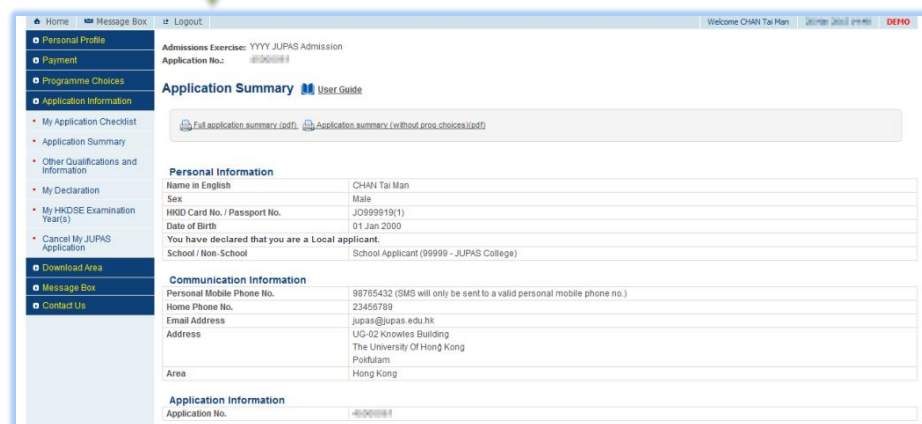 Home Message Box Logout Welcome CHAN Tai Man DEMO
Personal Profile
Payment
Programme Choices
Application Information
My Application Checklist
Application Summary
Other Qualifications and
Information
My Declaration
My HKDSE Examination
Year(s)
Cancel My JUPAS
Application
Download Area
Message Box
Contact Us
Admissions Exercise: YYYY JUPAS Admission
Application No.:
Application Summary User Guide
Full application summary (pdf) Application summary (without prog choices)(pdf)
Personal Information
Name in English CHAN Tai Man
Sex Male
HKID Card No. / Passport No. JO999919(1)
Date of Birth 01 Jan 2000
You have declared that you are a Local applicant.
School / Non-School School Applicant (99999 - JUPAS College)
Communication Information
Personal Mobile Phone No. 98765432 (SMS will only be sent to a valid personal mobile phone no.)
Home Phone No. 23456789
Email Address jupas@jupas.edu.hk
Address UG-02 Knowles Building
The University Of Hong Kong
Pokfulam
Area Hong Kong
Application Information
Application No.